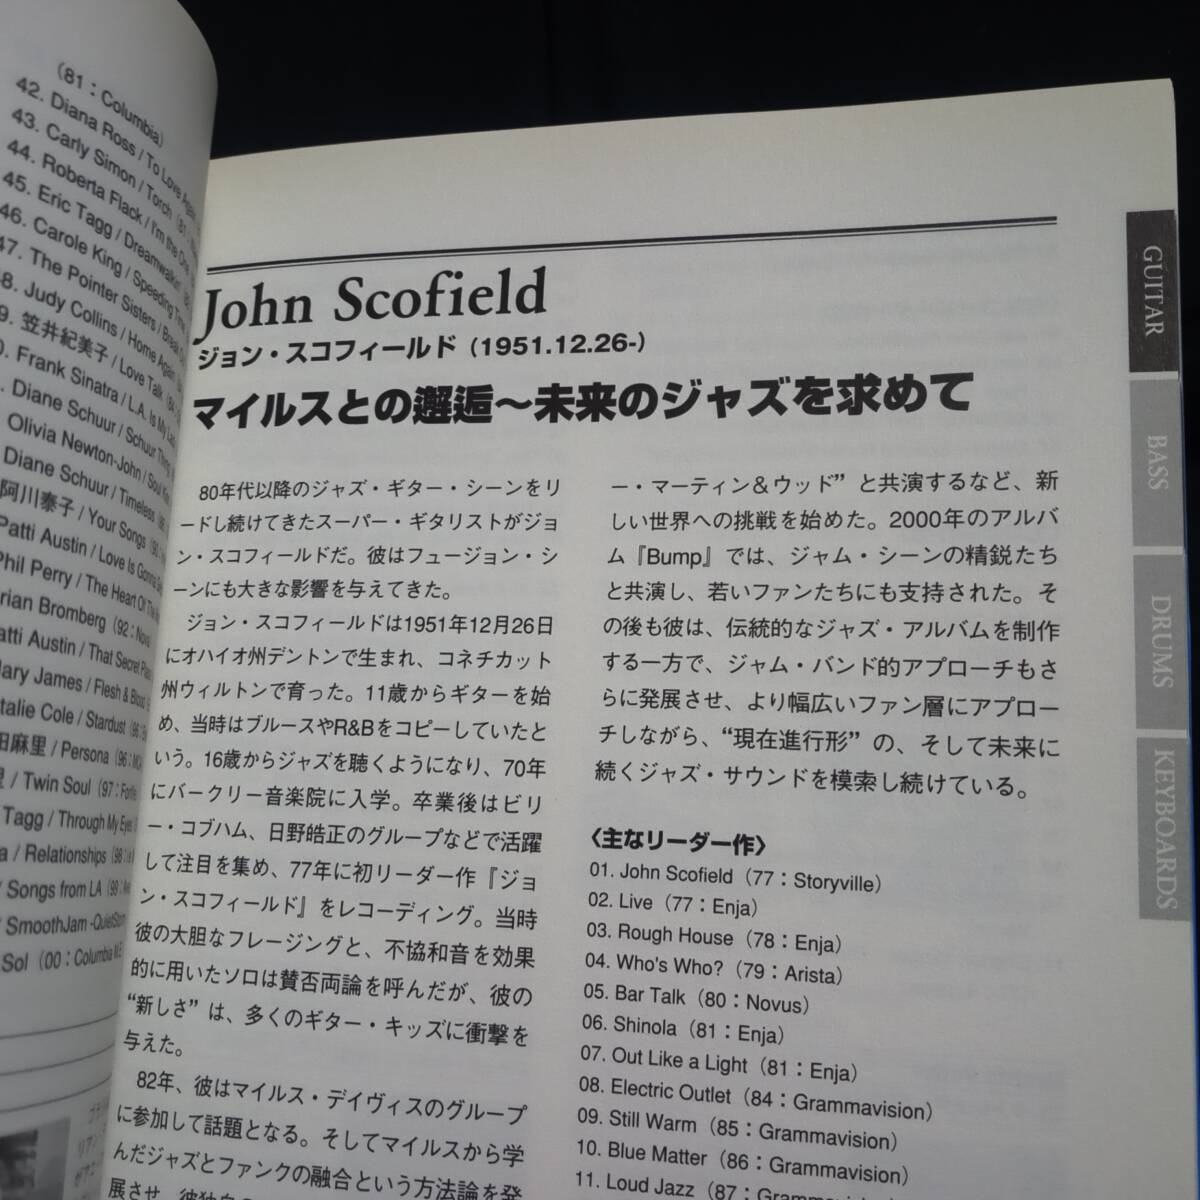 (81：Columbia)
42. Diana Ross / To Love Again
43. Carly Simon / Torch (81：
44. Roberta Flack / I'm the One
45. Eric Tagg / Dreamwalkin'
46. Carole King / Speeding Time
47. The Pointer Sisters / Break Out
8. Judy Collins / Home Again
9. 笠井紀美子 / Love Talk
0. Frank Sinatra / L.A. Is My Lady
. Diane Schuur / Schuur Thing
Olivia Newton-John / Soul Kiss
Diane Schuur / Timeless
阿川泰子 / Your Songs
Patti Austin / Love Is Gonna
Phil Perry / The Heart Of The
rian Bromberg (92：Nova)
atti Austin / That Secret Place
lary James / Flesh & Blood
talie Cole / Stardust
田麻里 / Persona (96：MCA
/ Twin Soul (97：
Tagg / Through My Eyes
a / Relationships (98：
/ Songs from LA (98：
/ SmoothJam -QuietStorm
Sol (00：Columbia M.E.
John Scofield
ジョン・スコフィールド（1951.12.26-）
マイルスとの邂逅～未来のジャズを求めて
80年代以降のジャズ・ギター・シーンをリ
ードし続けてきたスーパー・ギタリストがジョ
ン・スコフィールドだ。彼はフュージョン・シ
ーンにも大きな影響を与えてきた。
ジョン・スコフィールドは1951年12月26日
にオハイオ州デントンで生まれ、コネチカット
州ウィルトンで育った。11歳からギターを始
め、当時はブルースやR&Bをコピーしていたと
いう。16歳からジャズを聴くようになり、70年
にバークリー音楽院に入学。卒業後はビリ
ー・コブハム、日野皓正のグループなどで活躍
して注目を集め、77年に初リーダー作『ジョ
ン・スコフィールド』をレコーディング。当時
彼の大胆なフレージングと、不協和音を効果
的に用いたソロは賛否両論を呼んだが、彼の
“新しさ”は、多くのギター・キッズに衝撃を
与えた。
82年、彼はマイルス・デイヴィスのグループ
に参加して話題となる。そしてマイルスから学
んだジャズとファンクの融合という方法論を発
展させ、彼独自の
ー・マーティン＆ウッド”と共演するなど、新
しい世界への挑戦を始めた。2000年のアルバ
ム『Bump』では、ジャム・シーンの精鋭たち
と共演し、若いファンたちにも支持された。そ
の後も彼は、伝統的なジャズ・アルバムを制作
する一方で、ジャム・バンド的アプローチもさ
らに発展させ、より幅広いファン層にアプロー
チしながら、“現在進行形”の、そして未来に
続くジャズ・サウンドを模索し続けている。
〈主なリーダー作〉
01. John Scofield（77：Storyville）
02. Live（77：Enja）
03. Rough House（78：Enja）
04. Who's Who?（79：Arista）
05. Bar Talk（80：Novus）
06. Shinola（81：Enja）
07. Out Like a Light（81：Enja）
08. Electric Outlet（84：Grammavision）
09. Still Warm（85：Grammavision）
10. Blue Matter（86：Grammavision）
11. Loud Jazz（87：Grammavision）
GUITAR
BASS
DRUMS
KEYBOARDS